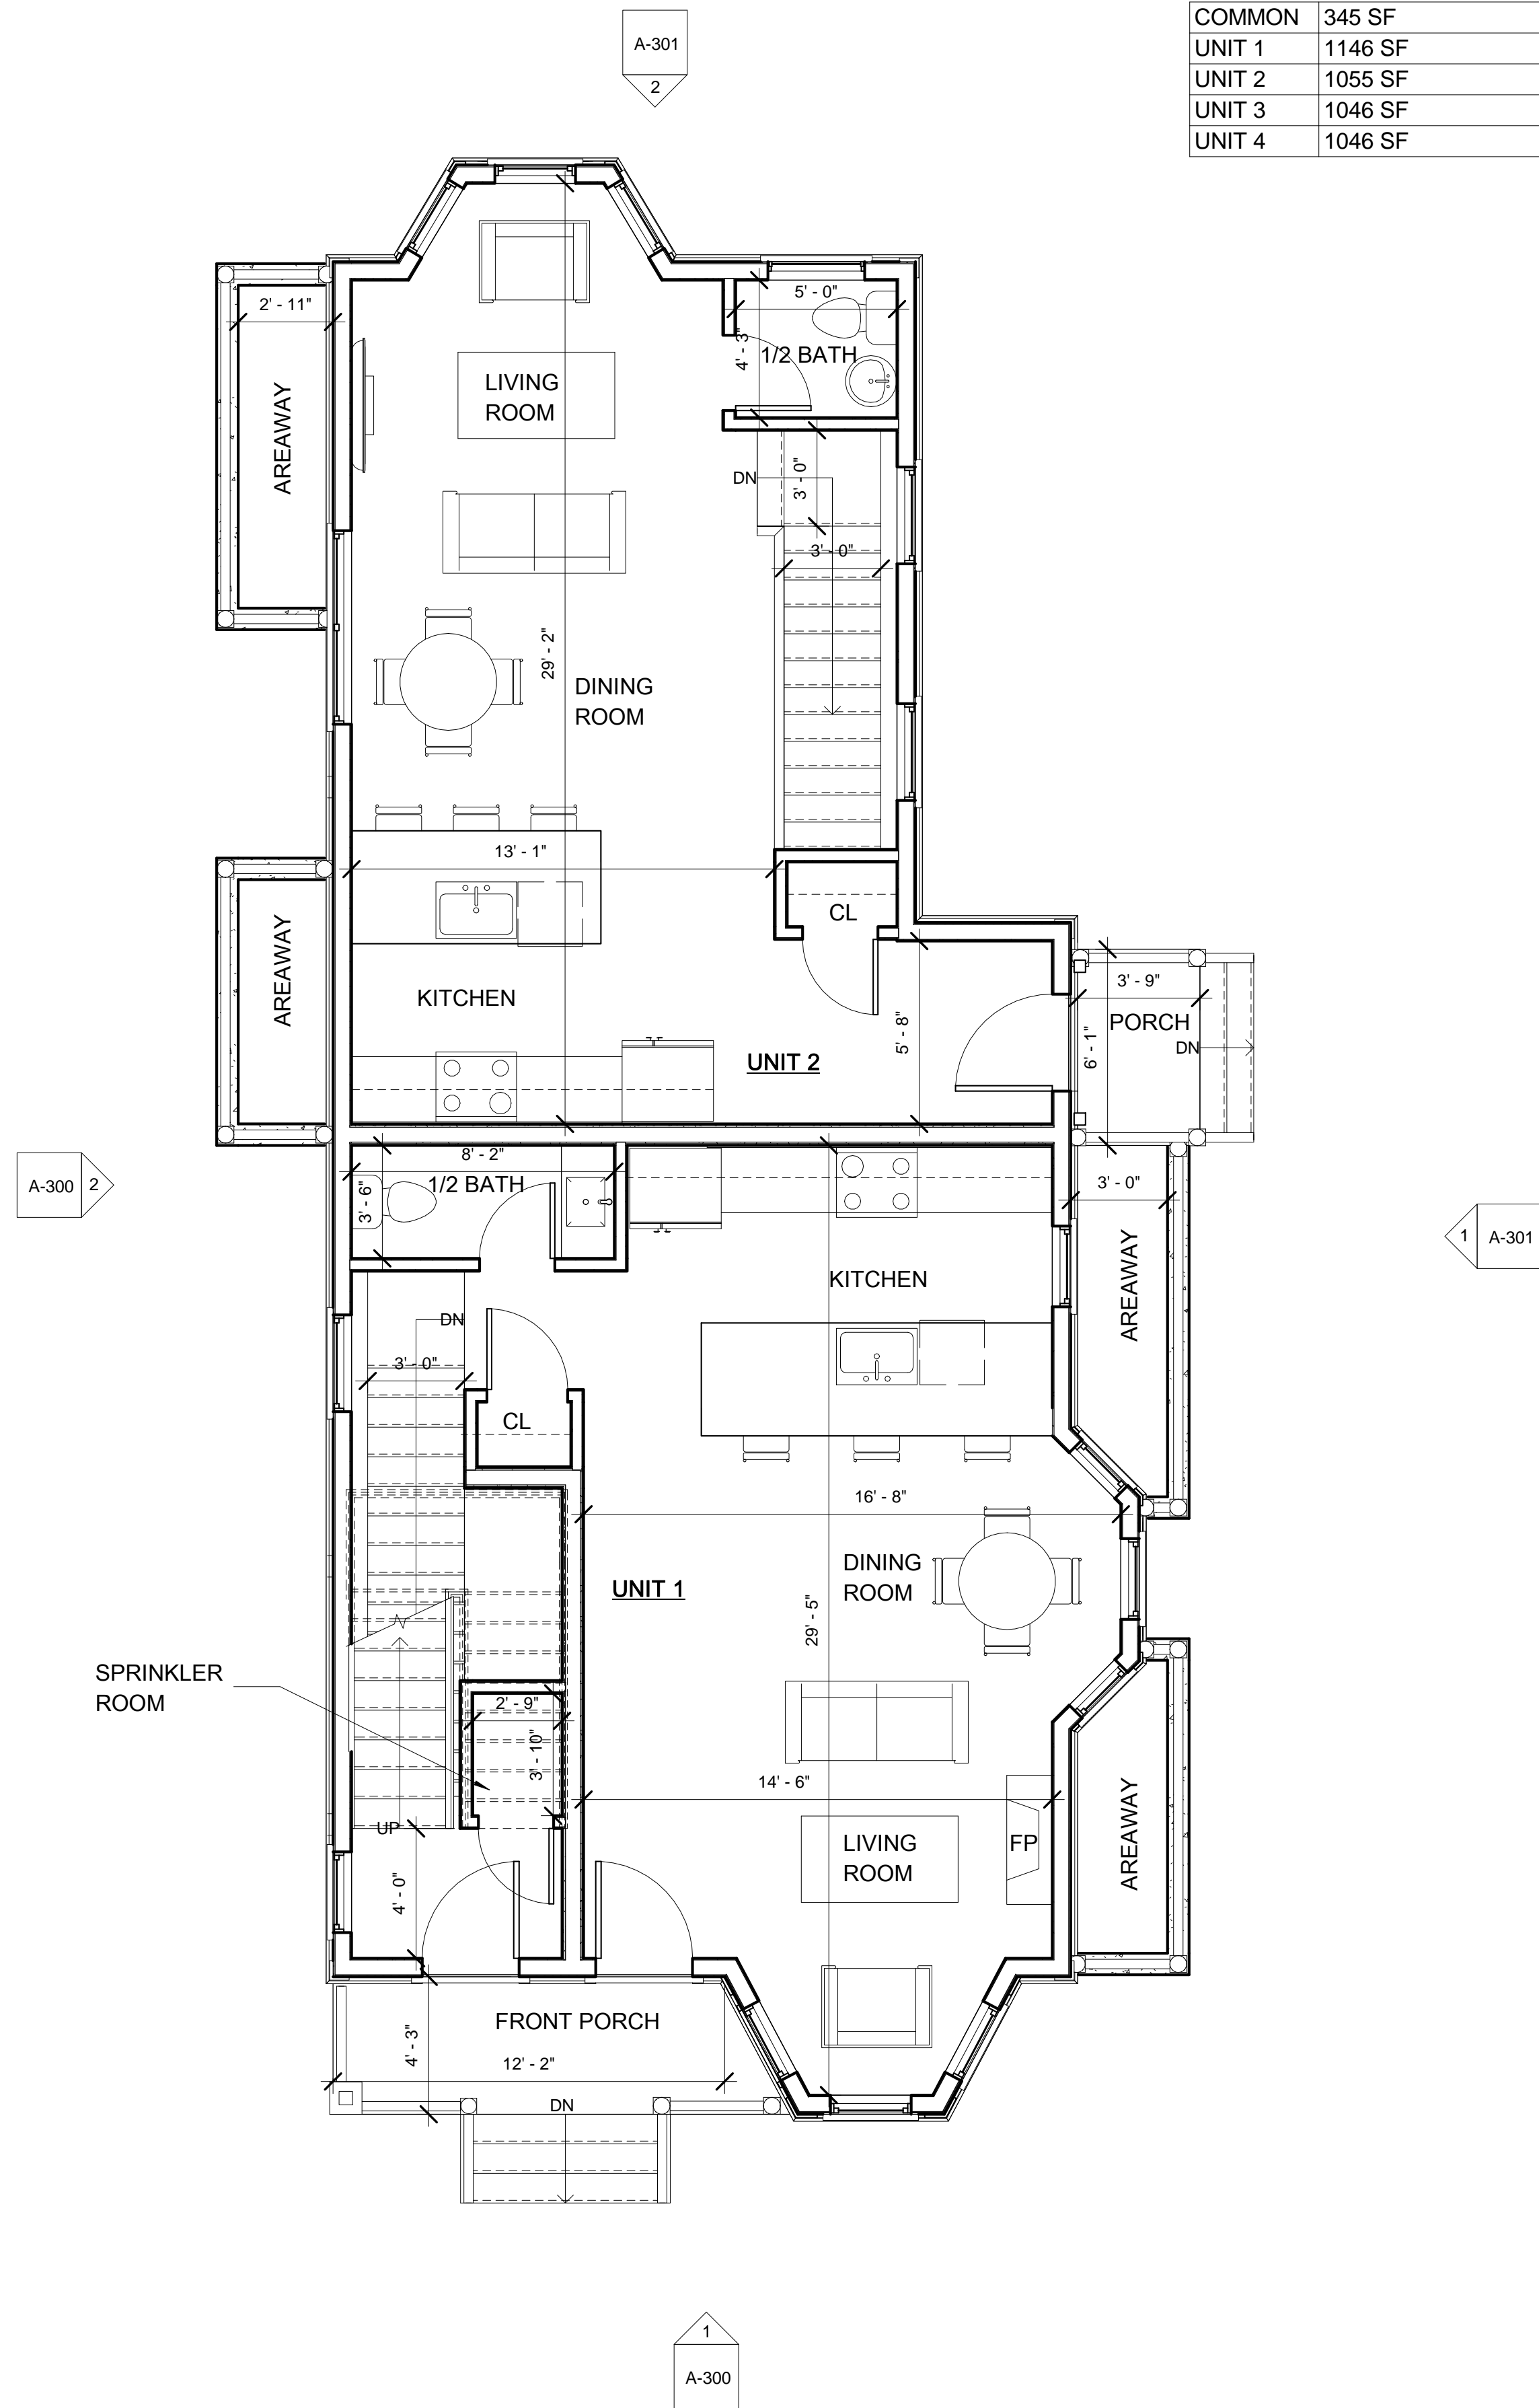 A-301
2
COMMON 345 SF
UNIT 1 1146 SF
UNIT 2 1055 SF
UNIT 3 1046 SF
UNIT 4 1046 SF
2' - 11"
5' - 0"
4' - 3"
1/2 BATH
LIVING
ROOM
AREAWAY
DN
3' - 0"
3' - 0"
29' - 2"
DINING
ROOM
13' - 1"
CL
AREAWAY
KITCHEN
5' - 8"
3' - 9"
PORCH
6' - 1"
DN
UNIT 2
8' - 2"
1/2 BATH
3' - 6"
3' - 0"
A-300 2
1 A-301
KITCHEN
AREAWAY
DN
3' - 0"
CL
16' - 8"
DINING
ROOM
UNIT 1
29' - 5"
SPRINKLER
ROOM
2' - 9"
3' - 10"
14' - 6"
UP
LIVING
ROOM
FP
AREAWAY
4' - 0"
FRONT PORCH
4' - 3"
12' - 2"
DN
1
A-300